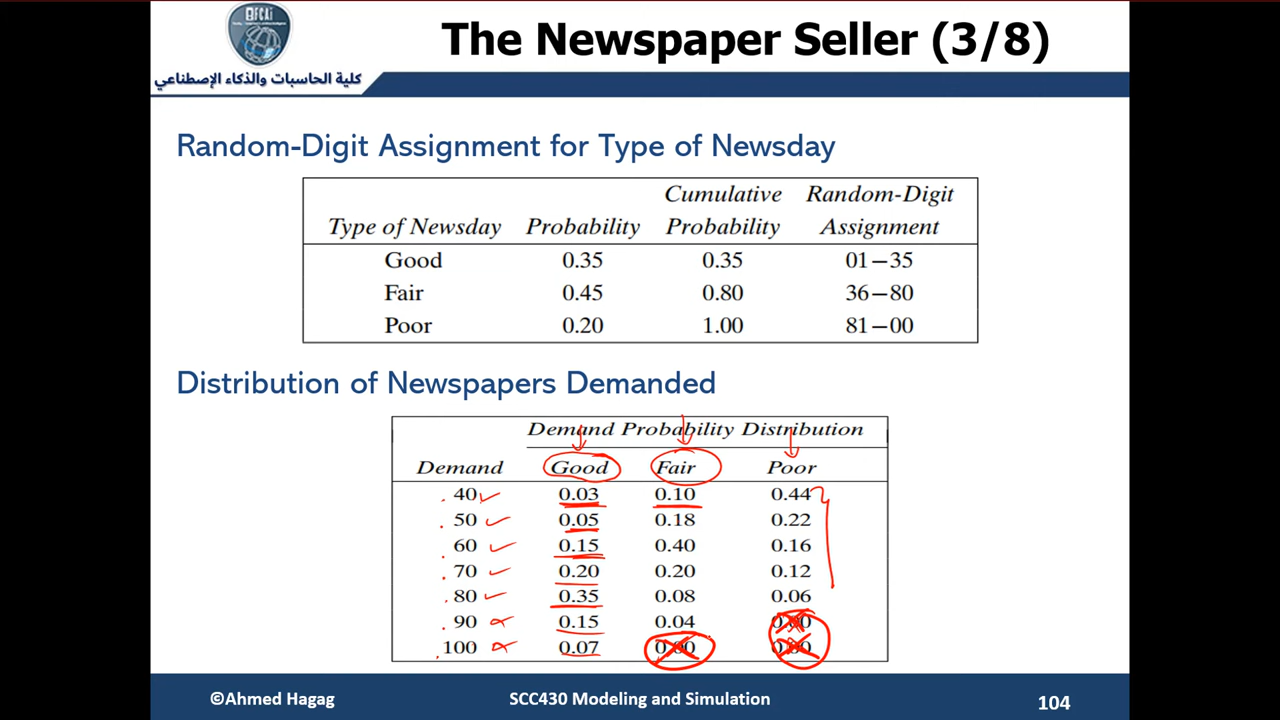 The Newspaper Seller (3/8)
FCAi
كلية الحاسبات والذكاء الإصطناعي
Random-Digit Assignment for Type of Newsday
Cumulative Random-Digit
Type of Newsday Probability Probability Assignment
Good 0.35 0.35 01–35
Fair 0.45 0.80 36–80
Poor 0.20 1.00 81–00
Distribution of Newspapers Demanded
Demand Probability Distribution
Demand Good Fair Poor
40 0.03 0.10 0.44
50 0.05 0.18 0.22
60 0.15 0.40 0.16
70 0.20 0.20 0.12
80 0.35 0.08 0.06
90 0.15 0.04 0.00
100 0.07 0.00 0.00
©Ahmed Hagag SCC430 Modeling and Simulation 104